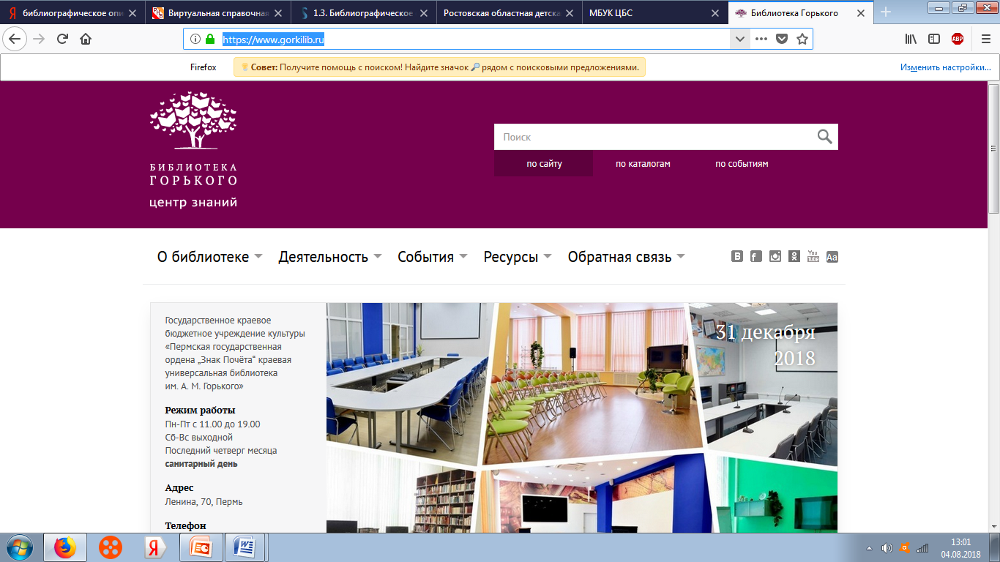 библиографическое опи
Виртуальная справочная
1.3. Библиографическое
Ростовская областная детска
МБУК ЦБС
Библиотека Горького
https://www.gorkilib.ru
ABP
Firefox
Совет: Получите помощь с поиском! Найдите значок рядом с поисковыми предложениями.
Изменить настройки...
БИБЛИОТЕКА
ГОРЬКОГО
центр знаний
Поиск
по сайту
по каталогам
по событиям
О библиотеке
Деятельность
События
Ресурсы
Обратная связь
You
Tube
Aa
Государственное краевое
бюджетное учреждение культуры
«Пермская государственная
ордена „Знак Почёта“ краевая
универсальная библиотека
им. А. М. Горького»
Режим работы
Пн-Пт с 11.00 до 19.00
Сб-Вс выходной
Последний четверг месяца
санитарный день
Адрес
Ленина, 70, Пермь
Телефон
31 декабря
2018
13:01
04.08.2018